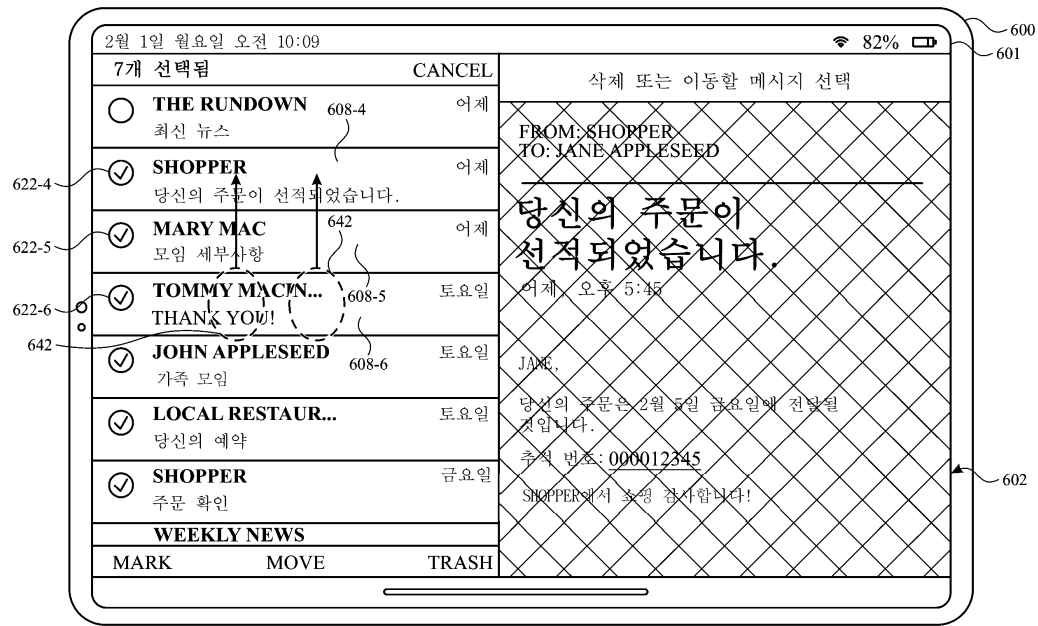 2월 1일 월요일 오전 10:09
82%
600
601
7개 선택됨
CANCEL
삭제 또는 이동할 메시지 선택
THE RUNDOWN
어제
최신 뉴스
608-4
SHOPPER
어제
당신의 주문이 선적되었습니다.
622-4
MARY MAC
어제
모임 세부사항
622-5
642
608-5
TOMMY MACIN...
토요일
THANK YOU!
622-6
642
608-6
JOHN APPLESEED
토요일
가족 모임
LOCAL RESTAUR...
토요일
당신의 예약
SHOPPER
금요일
주문 확인
WEEKLY NEWS
MARK
MOVE
TRASH
FROM: SHOPPER
TO: JANE APPLESEED
당신의 주문이
선적되었습니다.
어제, 오후 5:45
JANE,
당신의 주문은 2월 5일 금요일에 전달될
것입니다.
추적 번호: 000012345
SHOPPER에서 쇼핑 감사합니다!
602